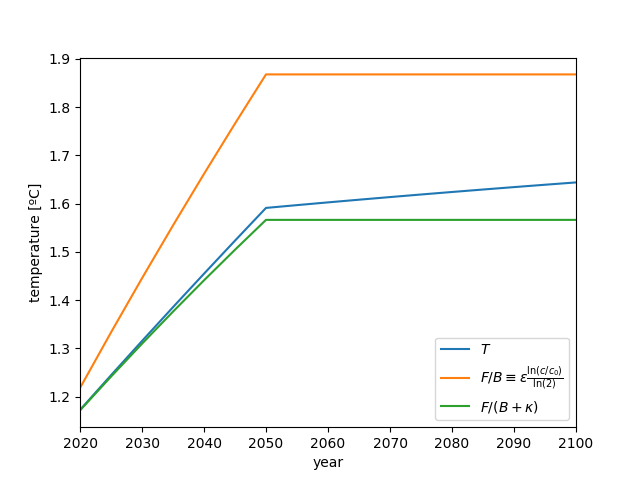 1.9
1.8
1.7
1.6
1.5
1.4
1.3
1.2
temperature [ºC]
T
F/B ≡ ε ln(c/c₀)/ln(2)
F/(B + κ)
2020 2030 2040 2050 2060 2070 2080 2090 2100
year